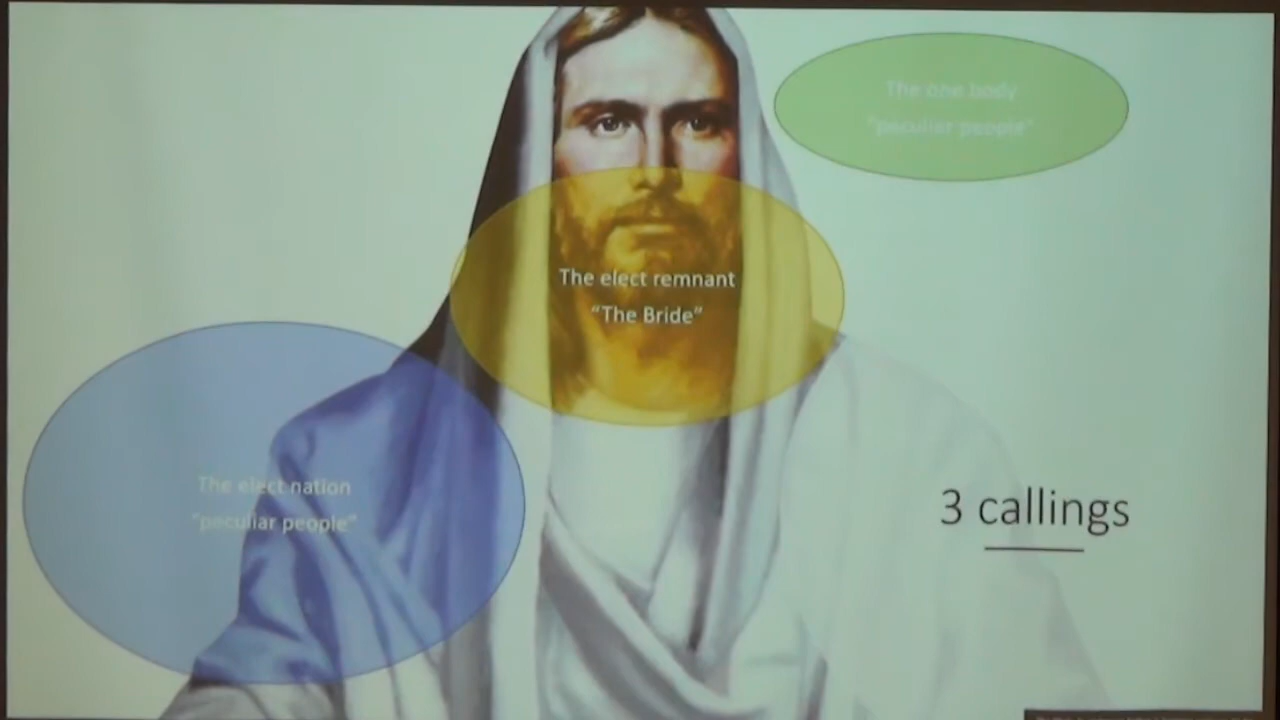 The one body
"peculiar people"
The elect remnant
"The Bride"
The elect nation
"peculiar people"
3 callings